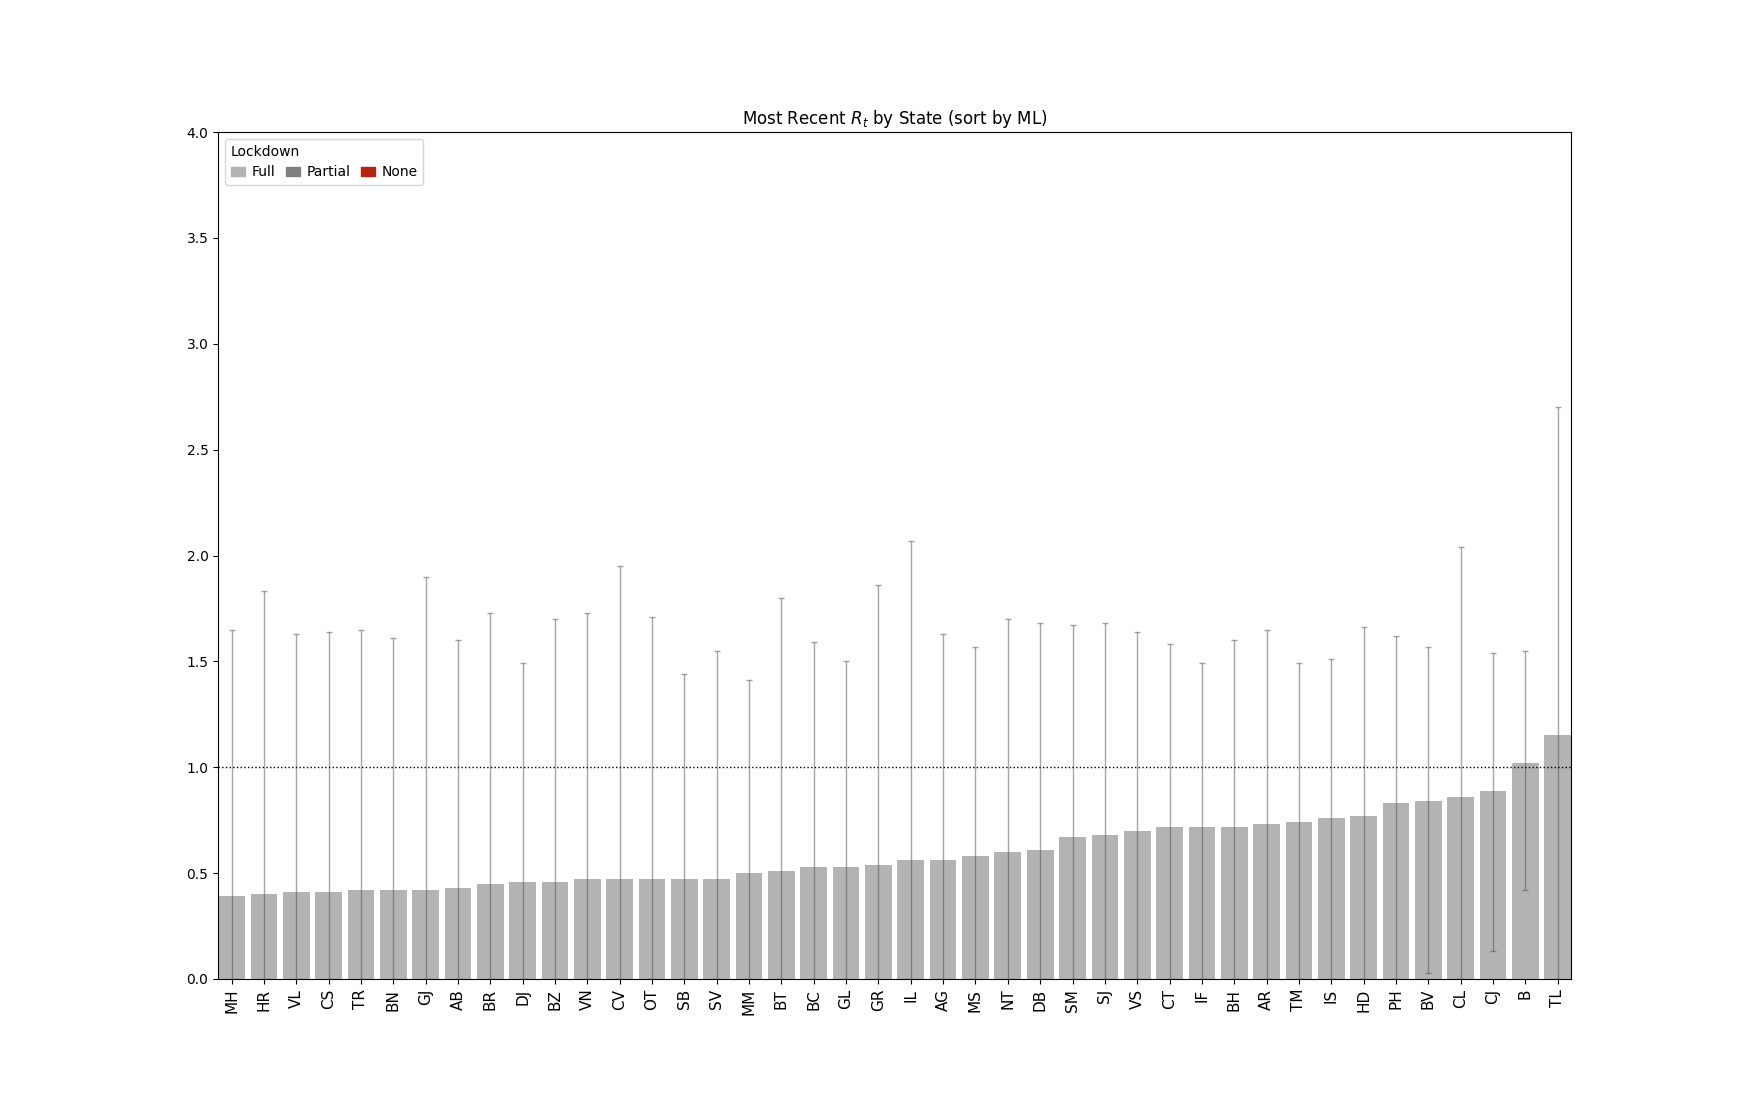 Most Recent Rt by State (sort by ML)
4.0
Lockdown
Full Partial None
3.5
3.0
2.5
2.0
1.5
1.0
0.5
0.0
MH HR VL CS TR BN GJ AB BR DJ BZ VN CV OT SB SV MM BT BC GL GR IL AG MS NT DB SM SJ VS CT IF BH AR TM IS HD PH BV CL CJ B TL